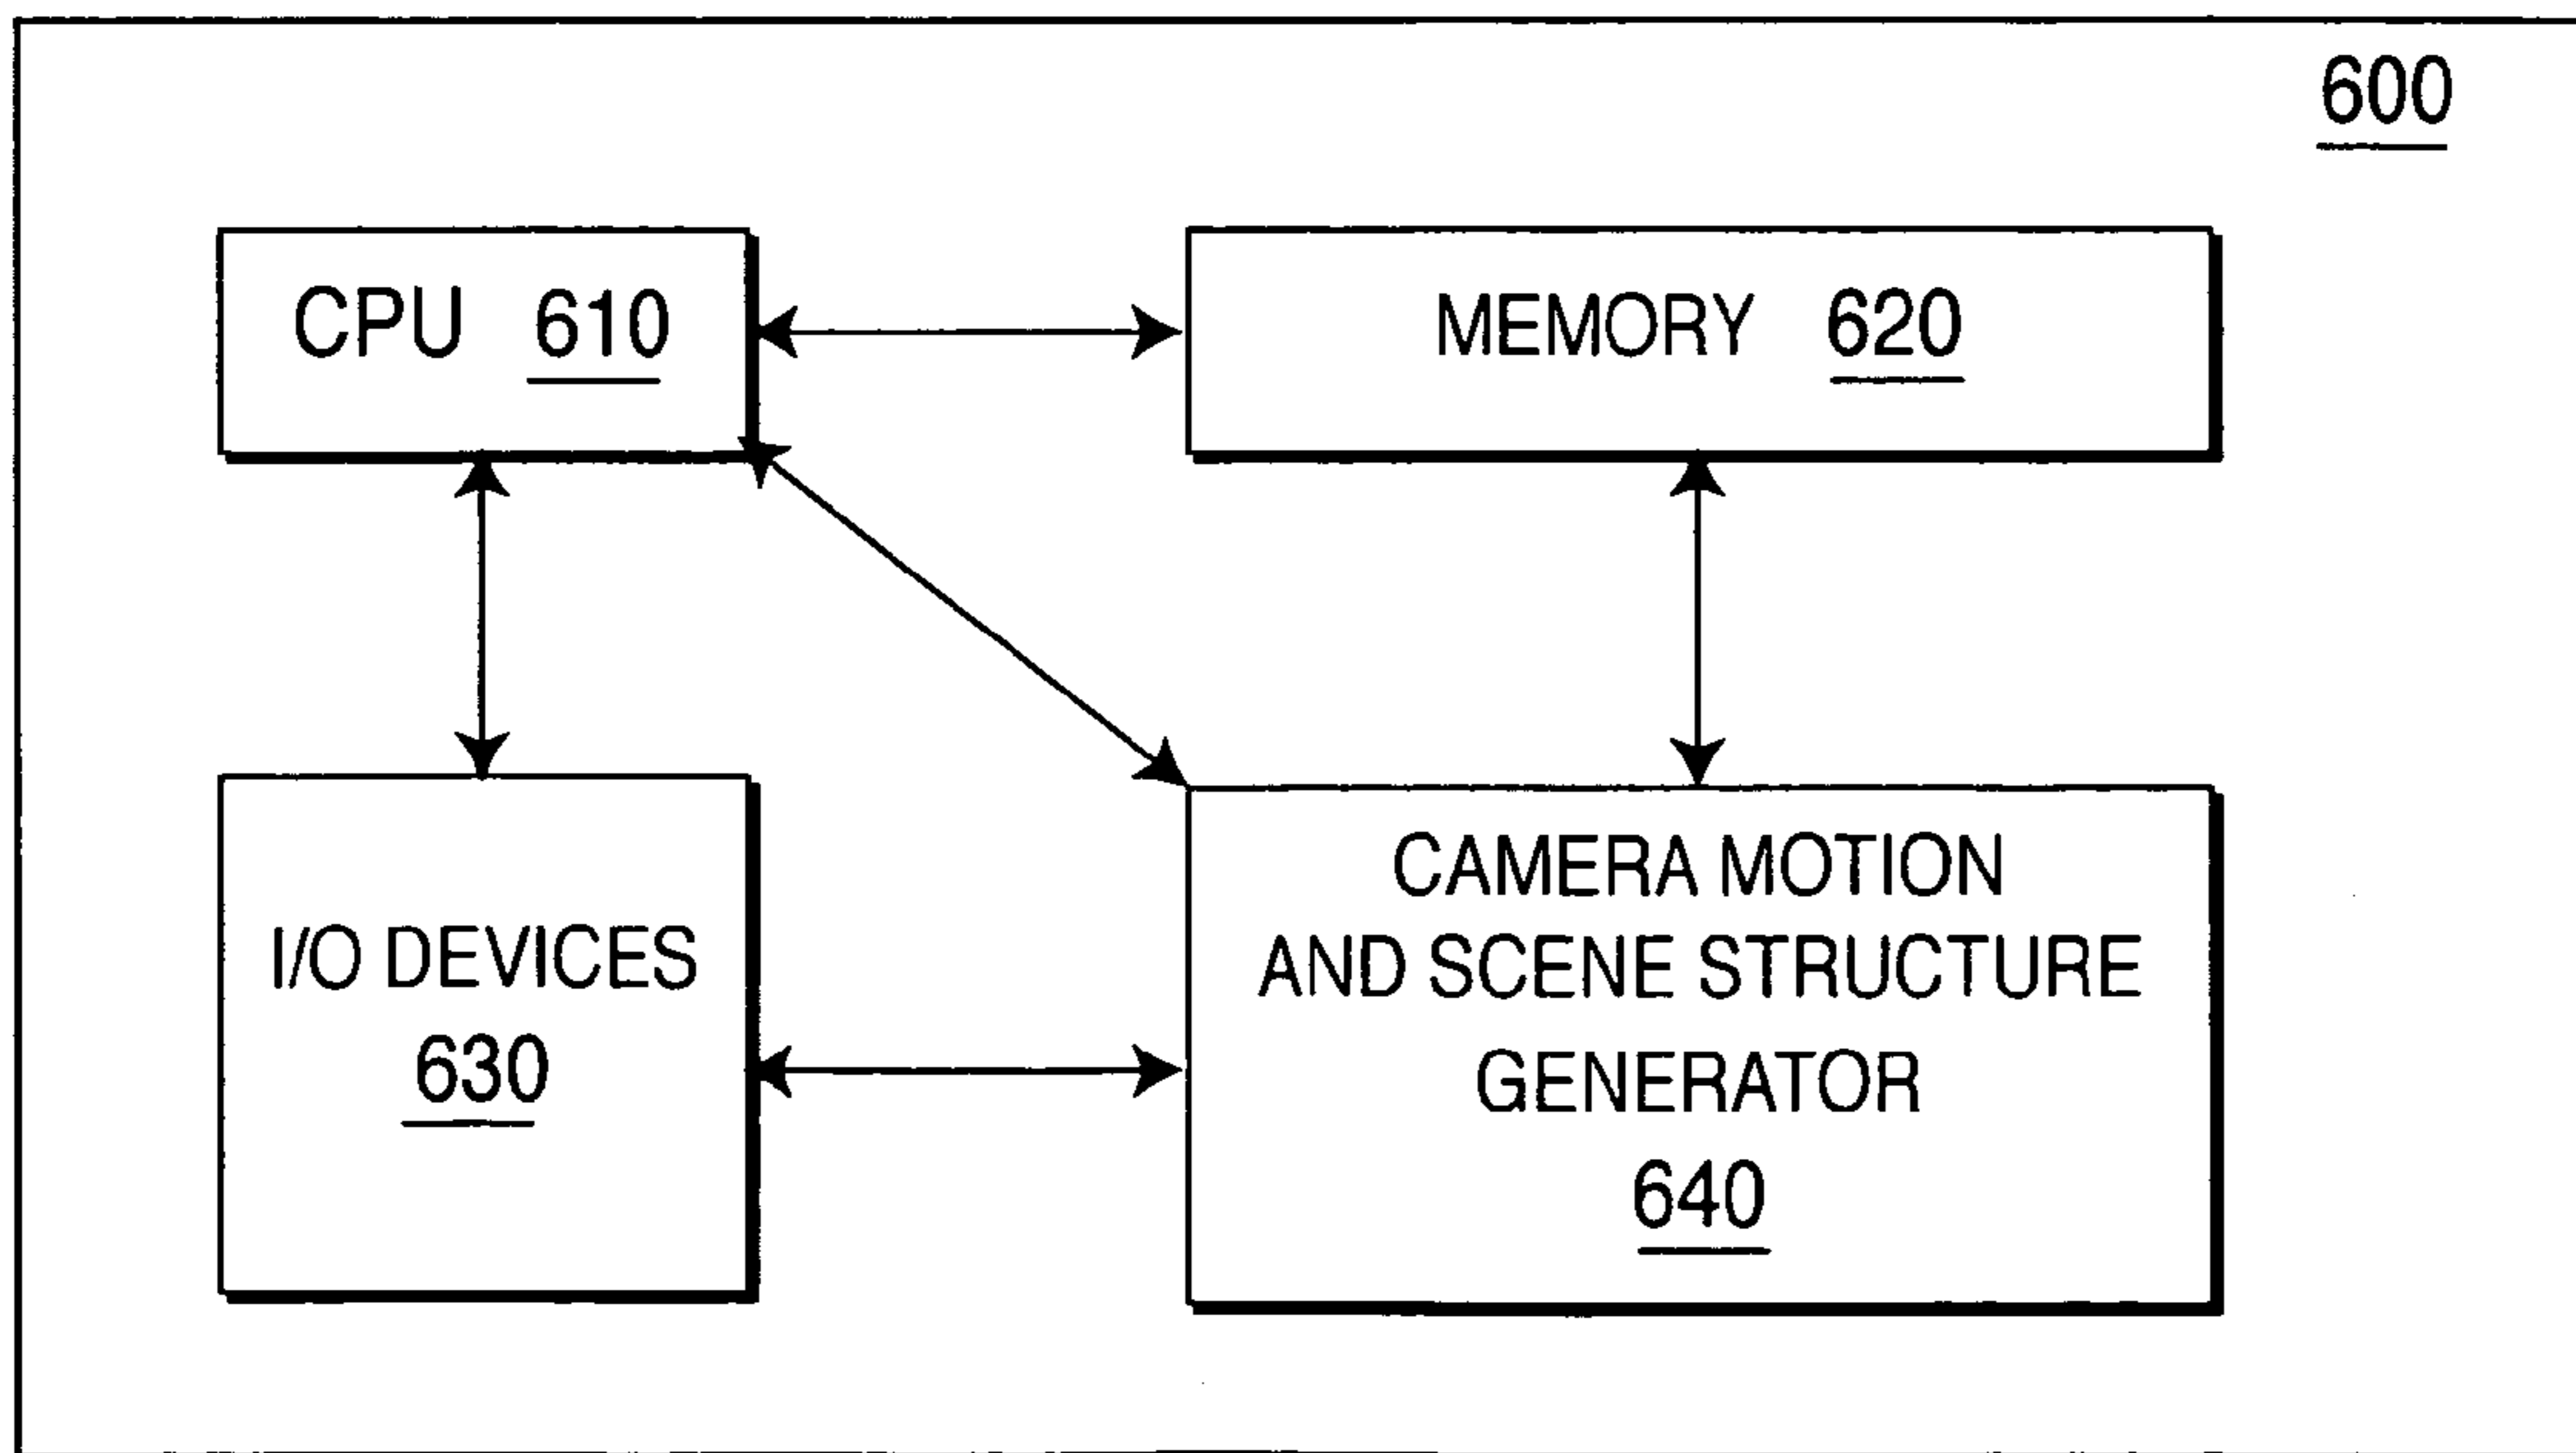 600
CPU 610
MEMORY 620
I/O DEVICES
630
CAMERA MOTION
AND SCENE STRUCTURE
GENERATOR
640